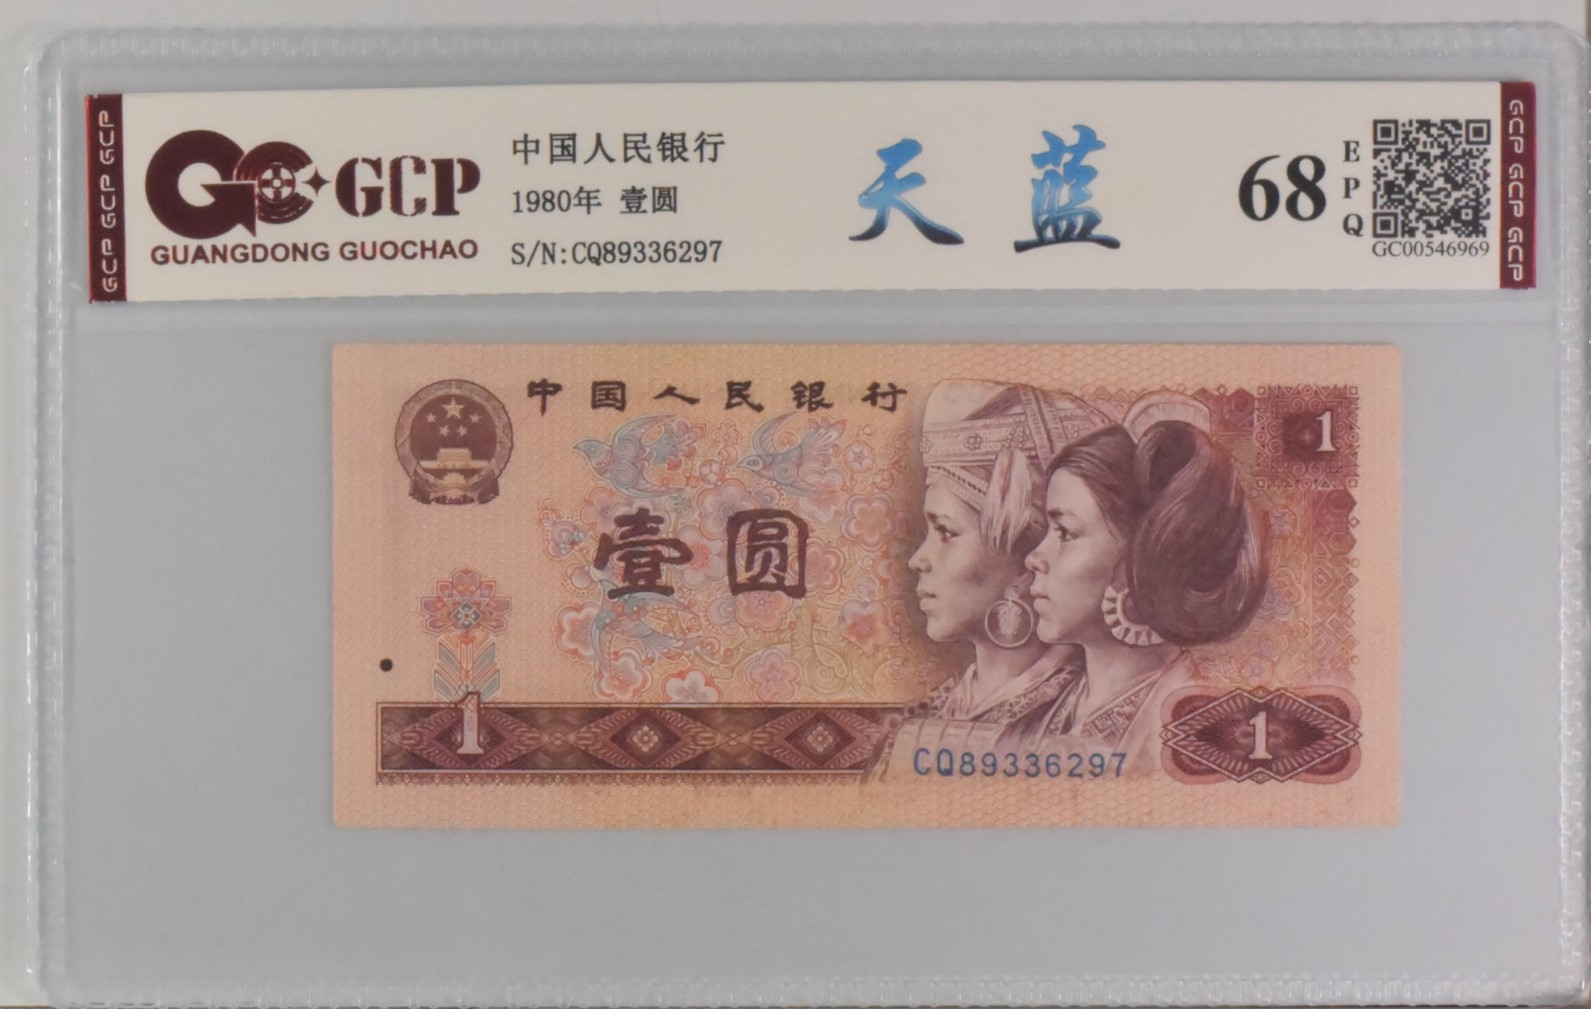 GCP GCP GCP
GCP
GUANGDONG GUOCHAO
中国人民银行
1980年 壹圆
S/N:CQ89336297
天蓝
68
EPQ
GC00546969
GCP GCP GCP
中国人民银行
1
壹圆
1
CQ89336297
1